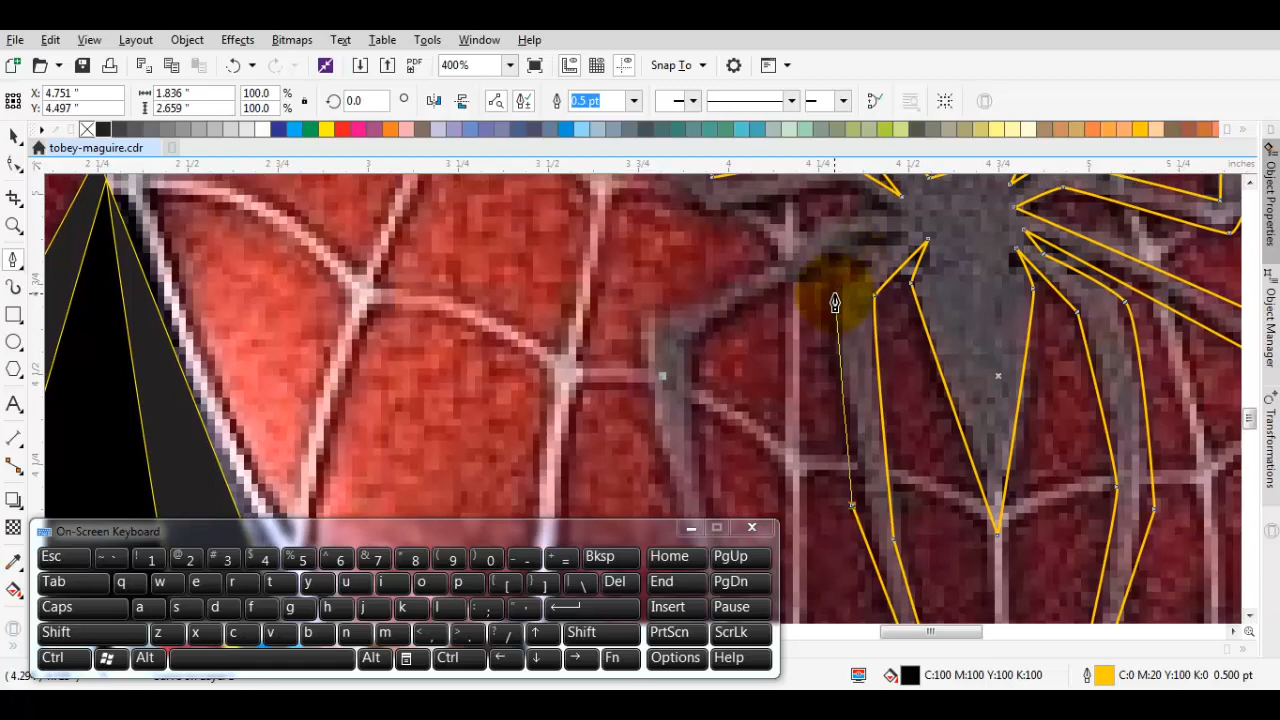 File Edit View Layout Object Effects Bitmaps Text Table Tools Window Help
PDF 400% Snap To
X: 4.751 " 1.836 " 100.0 % 0.0 0.5 pt
Y: 4.497 " 2.659 " 100.0 %
tobey-maguire.cdr
2 1/4 2 1/2 2 3/4 3 3 1/4 3 1/2 3 3/4 4 4 1/4 4 1/2 4 3/4 5 5 1/4 inches
Object Properties
Object Manager
Transformations
On-Screen Keyboard
Esc ~ ` ! 1 @ 2 # 3 $ 4 % 5 ^ 6 & 7 * 8 ( 9 ) 0 _ - + = Bksp Home PgUp
Tab q w e r t y u i o p { [ } ] | \ Del End PgDn
Caps a s d f g h j k l : ; " ' Insert Pause
Shift z x c v b n m < , > . ? / Shift PrtScn ScrLk
Ctrl Alt Alt Ctrl Fn Options Help
C:100 M:100 Y:100 K:100 C:0 M:20 Y:100 K:0 0.500 pt